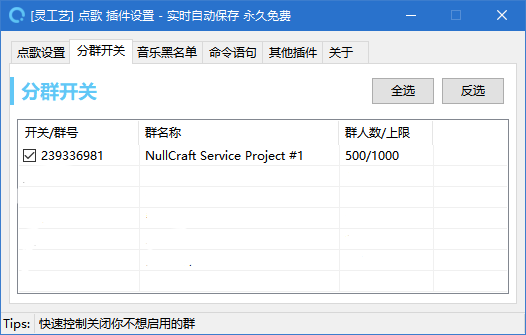 [灵工艺] 点歌 插件设置 - 实时自动保存 永久免费
点歌设置 分群开关 音乐黑名单 命令语句 其他插件 关于
分群开关 全选 反选
开关/群号 群名称 群人数/上限
239336981 NullCraft Service Project #1 500/1000
Tips: 快速控制关闭你不想启用的群